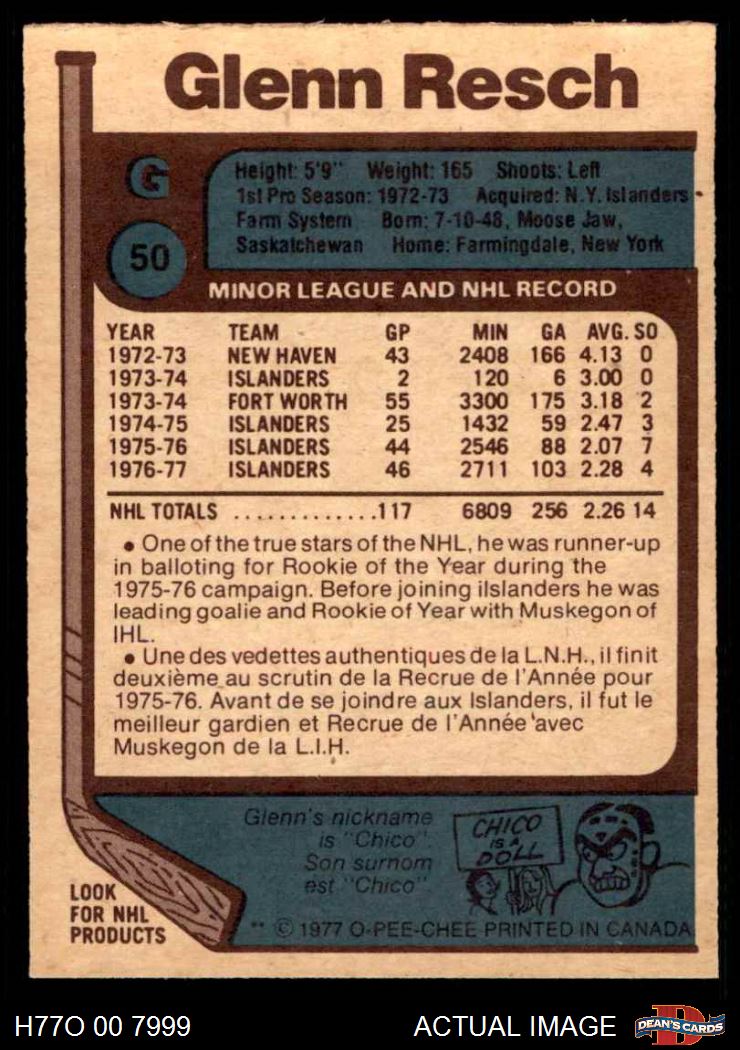 Glenn Resch
G
50
Height: 5'9" Weight: 165 Shoots: Left
1st Pro Season: 1972-73 Acquired: N.Y. Islanders
Farm System Born: 7-10-48, Moose Jaw,
Saskatchewan Home: Farmingdale, New York
MINOR LEAGUE AND NHL RECORD
YEAR TEAM GP MIN GA AVG. SO
1972-73 NEW HAVEN 43 2408 166 4.13 0
1973-74 ISLANDERS 2 120 6 3.00 0
1973-74 FORT WORTH 55 3300 175 3.18 2
1974-75 ISLANDERS 25 1432 59 2.47 3
1975-76 ISLANDERS 44 2546 88 2.07 7
1976-77 ISLANDERS 46 2711 103 2.28 4
NHL TOTALS .............117 6809 256 2.26 14
• One of the true stars of the NHL, he was runner-up
in balloting for Rookie of the Year during the
1975-76 campaign. Before joining ilslanders he was
leading goalie and Rookie of Year with Muskegon of
IHL.
• Une des vedettes authentiques de la L.N.H., il finit
deuxième au scrutin de la Recrue de l'Année pour
1975-76. Avant de se joindre aux Islanders, il fut le
meilleur gardien et Recrue de l'Année avec
Muskegon de la L.I.H.
Glenn's nickname
is "Chico".
Son surnom
est "Chico".
CHICO
IS A
DOLL
LOOK
FOR NHL
PRODUCTS
** © 1977 O-PEE-CHEE PRINTED IN CANADA
H77O 00 7999 ACTUAL IMAGE
D
DEAN'S CARDS